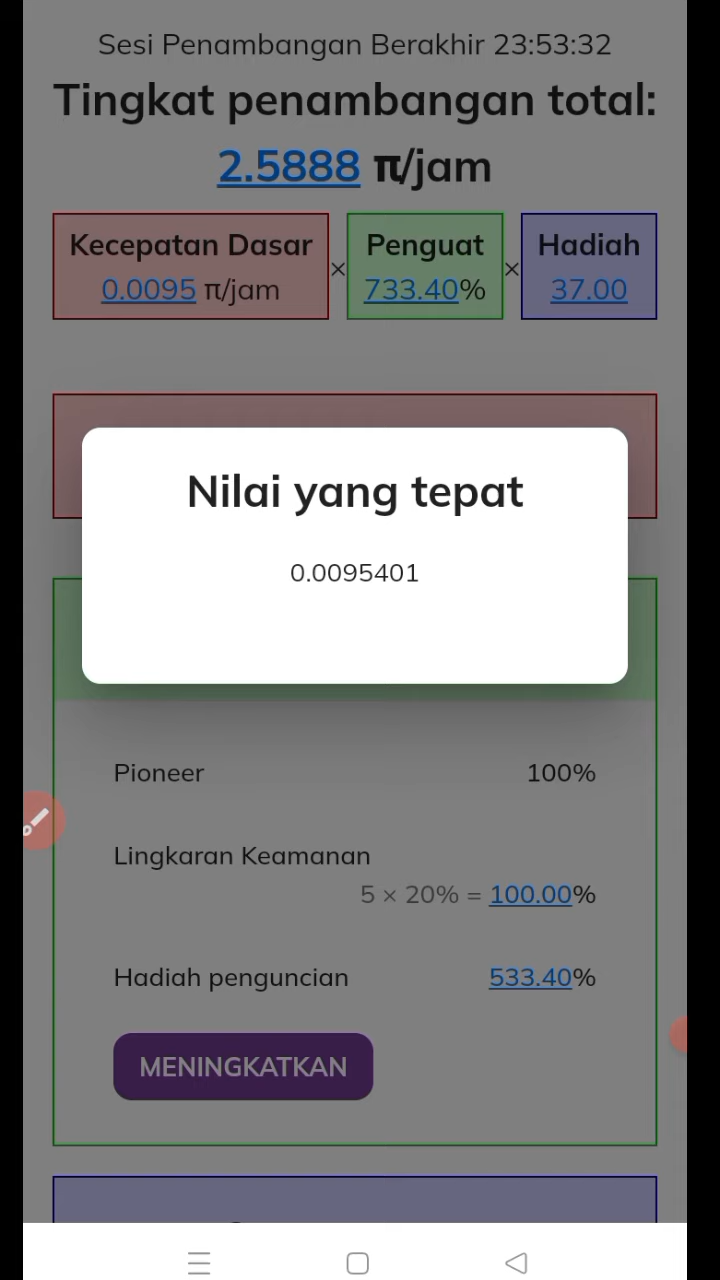 Sesi Penambangan Berakhir 23:53:32
Tingkat penambangan total:
2.5888 π/jam
Kecepatan Dasar
0.0095 π/jam
×
Penguat
733.40%
×
Hadiah
37.00
Nilai yang tepat
0.0095401
Pioneer 100%
Lingkaran Keamanan
5 × 20% = 100.00%
Hadiah penguncian 533.40%
MENINGKATKAN